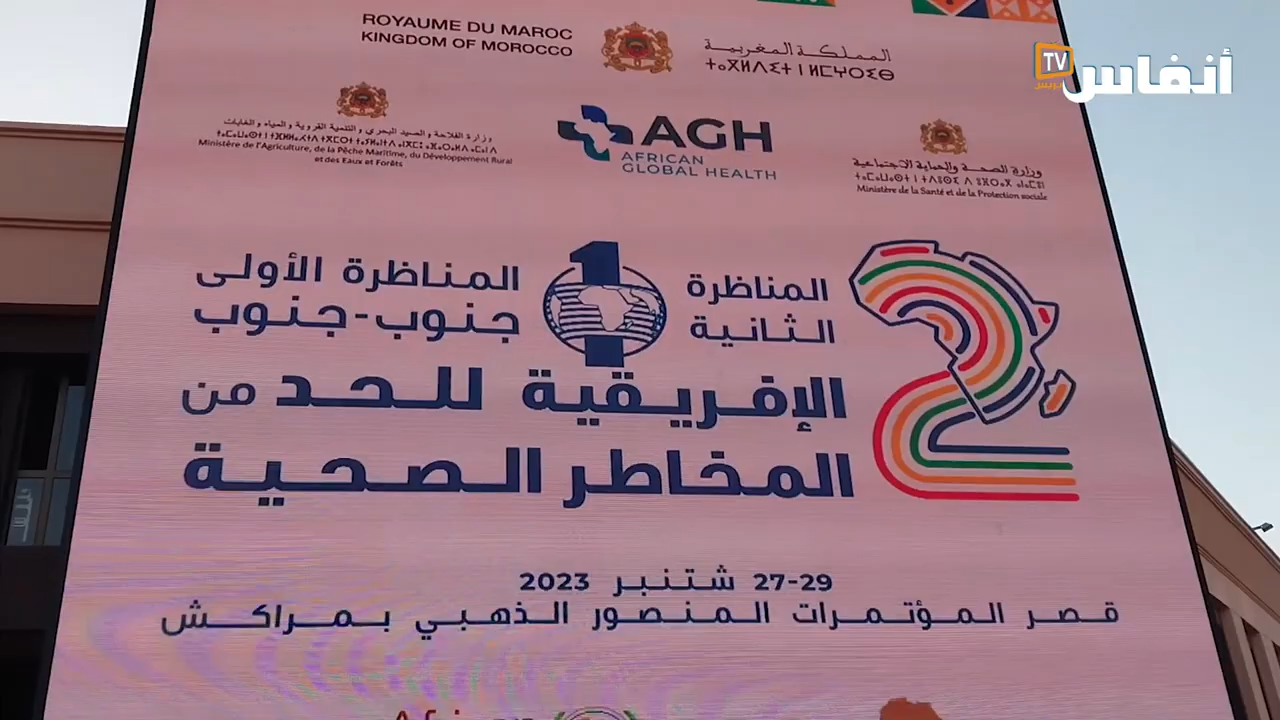 ROYAUME DU MAROC
KINGDOM OF MOROCCO
المملكة المغربية
ⵜⴰⴳⵍⴷⵉⵜ ⵏ ⵍⵎⵖⵔⵉⴱ
أنفاس
TV
بريس
وزارة الفلاحة والصيد البحري والتنمية القروية والمياه والغابات
Ministère de l'Agriculture, de la Pêche Maritime, du Développement Rural
et des Eaux et Forêts
AGH
AFRICAN
GLOBAL HEALTH
وزارة الصحة والحماية الاجتماعية
Ministère de la Santé et de la Protection sociale
2
المناظرة
الثانية
1
المناظرة الأولى
جنوب-جنوب
الإفريقية للحد من
المخاطر الصحية
27-29 شتنبر 2023
قصر المؤتمرات المنصور الذهبي بمراكش